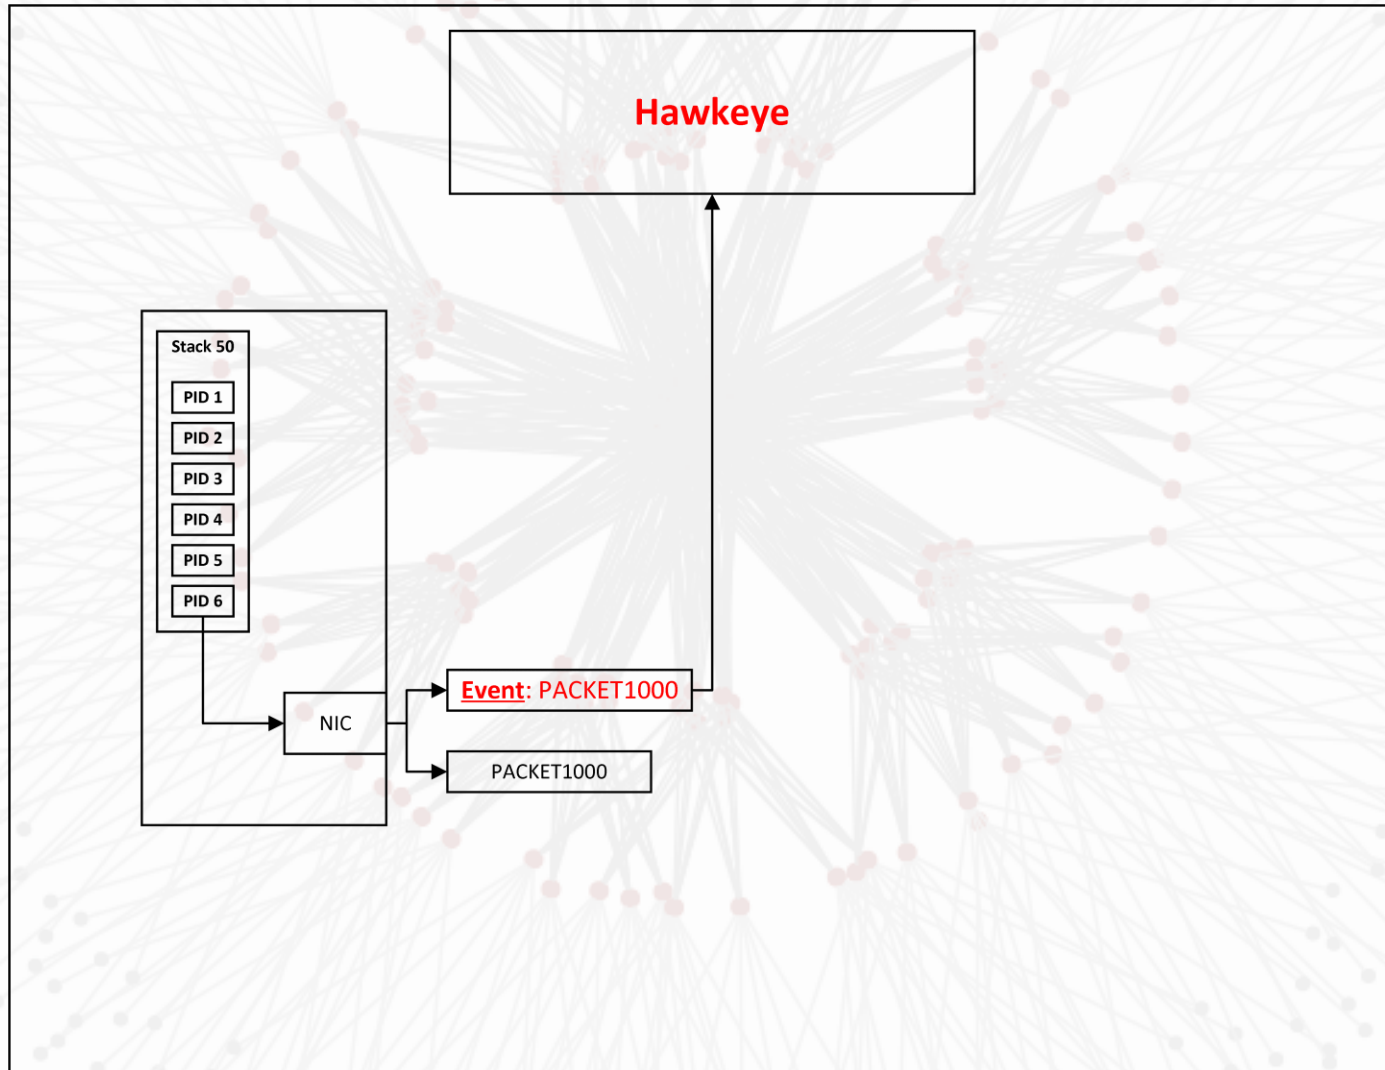 Hawkeye
Stack 50
PID 1
PID 2
PID 3
PID 4
PID 5
PID 6
NIC
Event: PACKET1000
PACKET1000